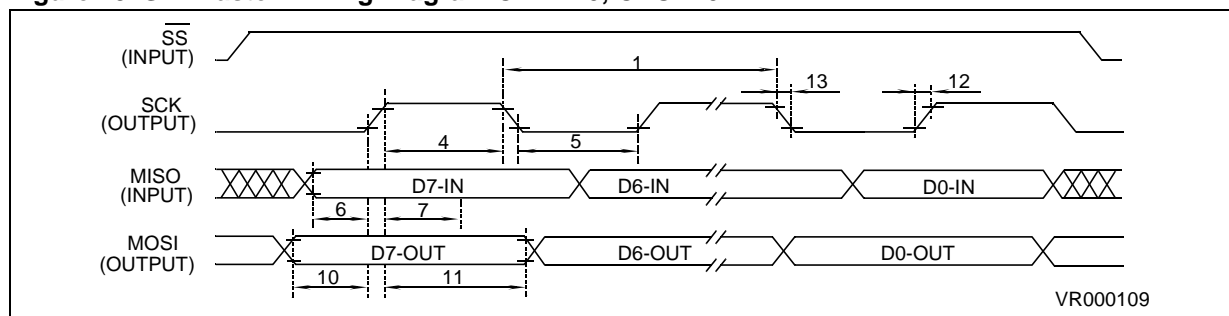 SS
(INPUT)
1
13
12
SCK
(OUTPUT)
4
5
MISO
(INPUT)
D7-IN
D6-IN
D0-IN
6
7
MOSI
(OUTPUT)
D7-OUT
D6-OUT
D0-OUT
10
11
VR000109